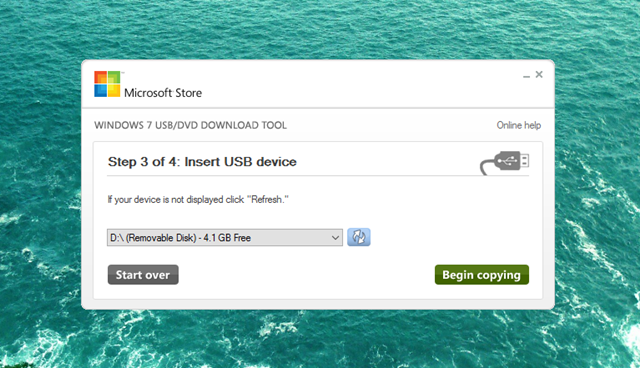 Microsoft Store
WINDOWS 7 USB/DVD DOWNLOAD TOOL
Online help
Step 3 of 4: Insert USB device
If your device is not displayed click "Refresh."
D:\ (Removable Disk) - 4.1 GB Free
Start over
Begin copying